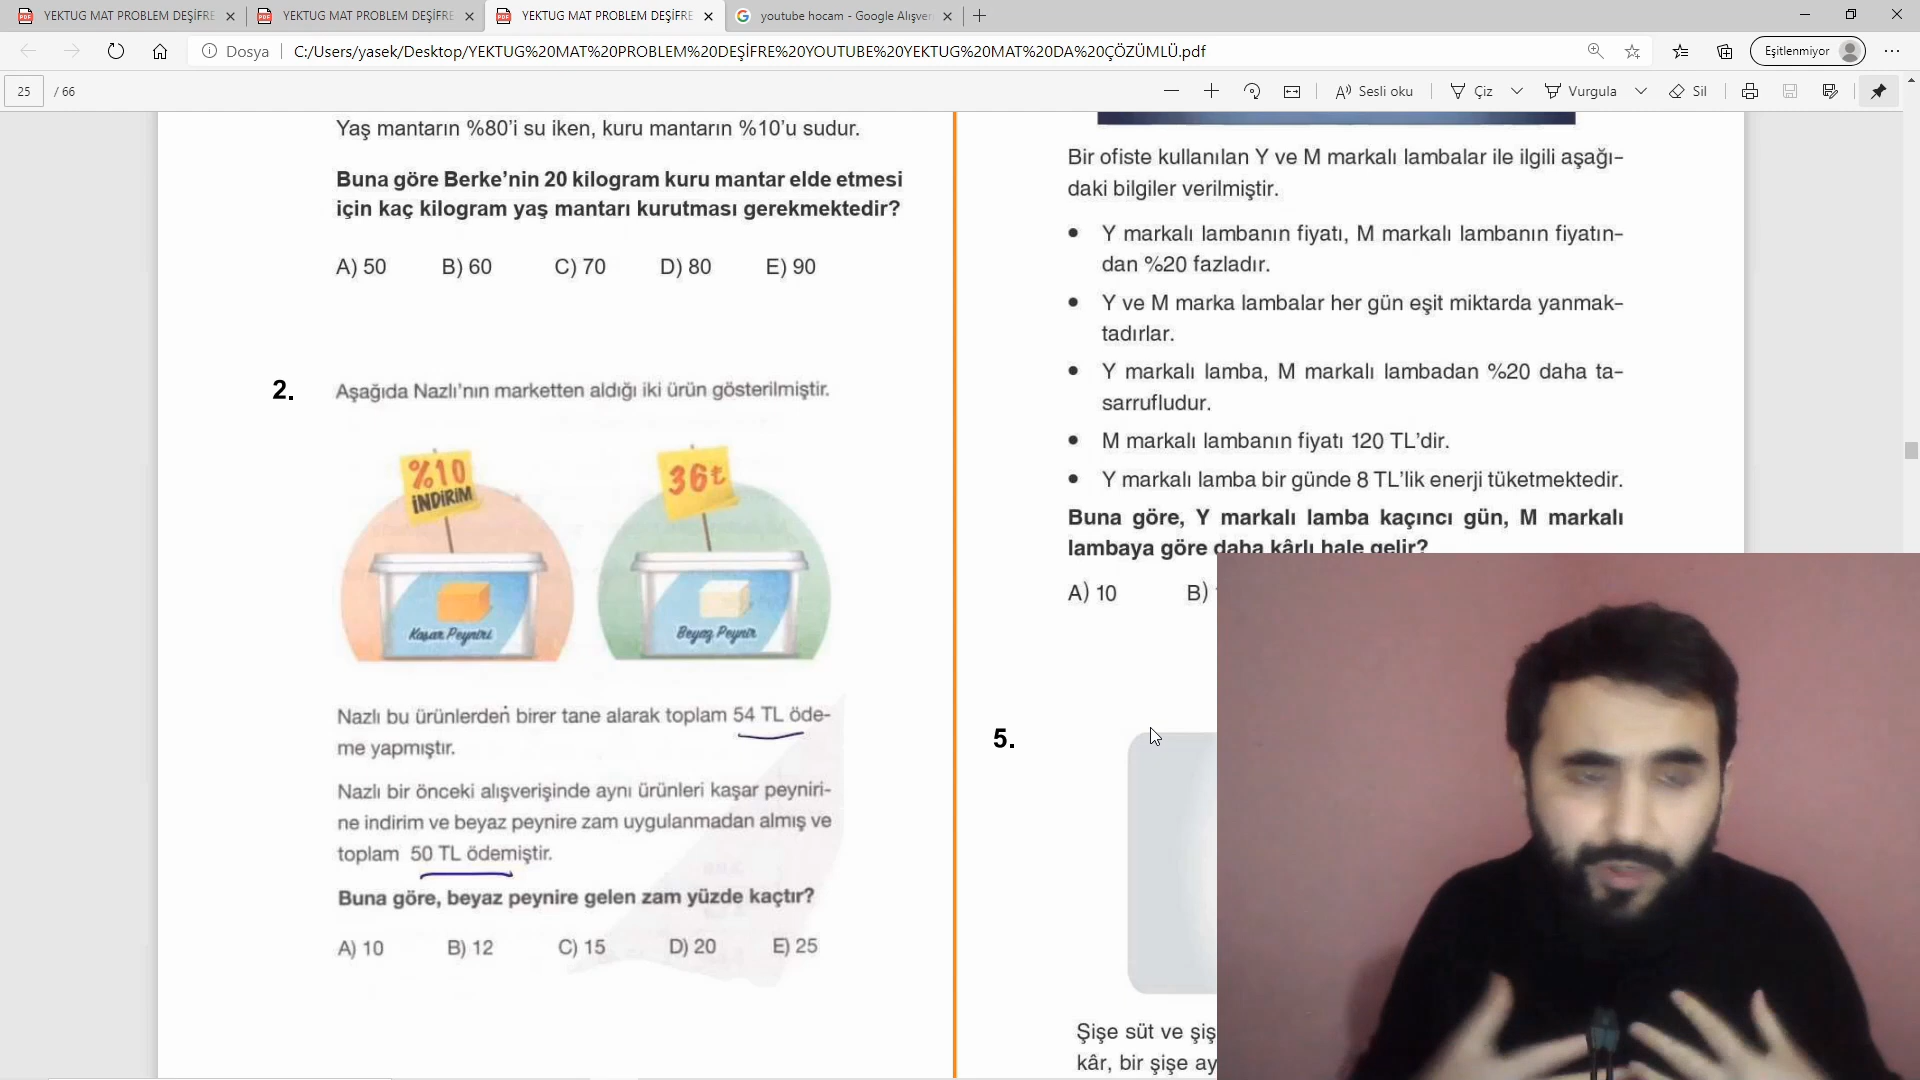 YEKTUG MAT PROBLEM DEŞİFRE
YEKTUG MAT PROBLEM DEŞİFRE
YEKTUG MAT PROBLEM DEŞİFRE
youtube hocam - Google Alışver
Dosya
C:/Users/yasek/Desktop/YEKTUG%20MAT%20PROBLEM%20DEŞİFRE%20YOUTUBE%20YEKTUG%20MAT%20DA%20ÇÖZÜMLÜ.pdf
Eşitlenmiyor
25 / 66
Sesli oku
Çiz
Vurgula
Sil
Yaş mantarın %80'i su iken, kuru mantarın %10'u sudur.
Buna göre Berke'nin 20 kilogram kuru mantar elde etmesi
için kaç kilogram yaş mantarı kurutması gerekmektedir?
A) 50 B) 60 C) 70 D) 80 E) 90
2. Aşağıda Nazlı'nın marketten aldığı iki ürün gösterilmiştir.
%10
İNDİRİM
36₺
Kaşar Peyniri
Beyaz Peynir
Nazlı bu ürünlerden birer tane alarak toplam 54 TL öde-
me yapmıştır.
Nazlı bir önceki alışverişinde aynı ürünleri kaşar peyniri-
ne indirim ve beyaz peynire zam uygulanmadan almış ve
toplam 50 TL ödemiştir.
Buna göre, beyaz peynire gelen zam yüzde kaçtır?
A) 10 B) 12 C) 15 D) 20 E) 25
Bir ofiste kullanılan Y ve M markalı lambalar ile ilgili aşağı-
daki bilgiler verilmiştir.
• Y markalı lambanın fiyatı, M markalı lambanın fiyatın-
dan %20 fazladır.
• Y ve M marka lambalar her gün eşit miktarda yanmak-
tadırlar.
• Y markalı lamba, M markalı lambadan %20 daha ta-
sarrufludur.
• M markalı lambanın fiyatı 120 TL'dir.
• Y markalı lamba bir günde 8 TL'lik enerji tüketmektedir.
Buna göre, Y markalı lamba kaçıncı gün, M markalı
lambaya göre daha kârlı hale gelir?
A) 10 B)
5.
Şişe süt ve şiş
kâr, bir şişe ay